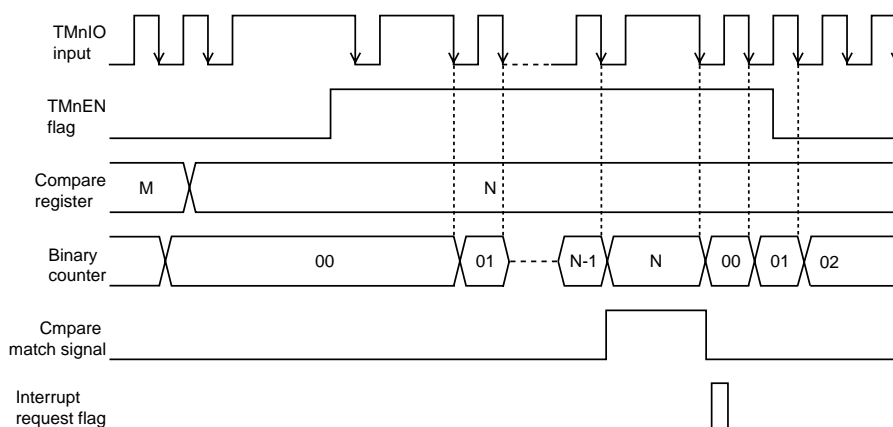 TMnIO
input
TMnEN
flag
Compare
register
M
N
Binary
counter
00
01
N-1
N
00
01
02
Cmpare
match signal
Interrupt
request flag